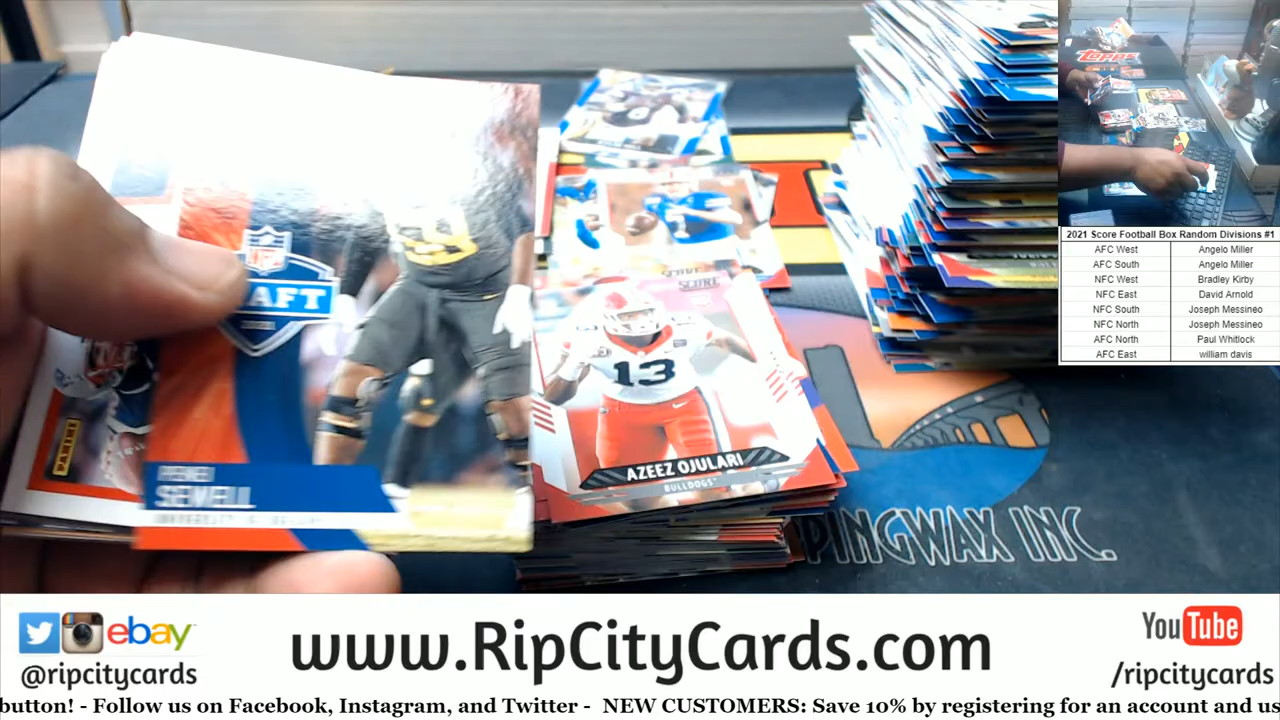 TOPPS
NFL
DRAFT
SCORE
13
PANINI
AZEEZ OJULARI
BULLDOGS
PENEI
SEWELL
PINGWAX INC.
2021 Score Football Box Random Divisions #1
AFC West Angelo Miller
AFC South Angelo Miller
NFC West Bradley Kirby
NFC East David Arnold
NFC South Joseph Messineo
NFC North Joseph Messineo
AFC North Paul Whitlock
AFC East william davis
ebay
@ripcitycards
www.RipCityCards.com
YouTube
/ripcitycards
button! - Follow us on Facebook, Instagram, and Twitter - NEW CUSTOMERS: Save 10% by registering for an account and us